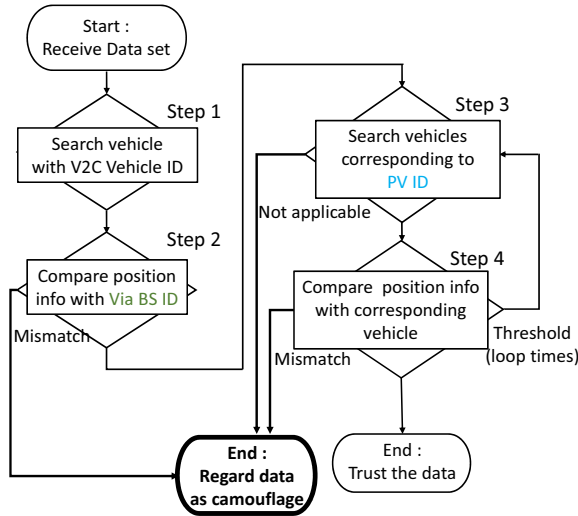 Start :
Receive Data set
Step 1
Search vehicle
with V2C Vehicle ID
Step 2
Compare position
info with Via BS ID
Mismatch
Step 3
Search vehicles
corresponding to
PV ID
Not applicable
Step 4
Compare  position info
with corresponding
vehicle
Mismatch
Threshold
(loop times)
End :
Regard data
as camouflage
End :
Trust the data